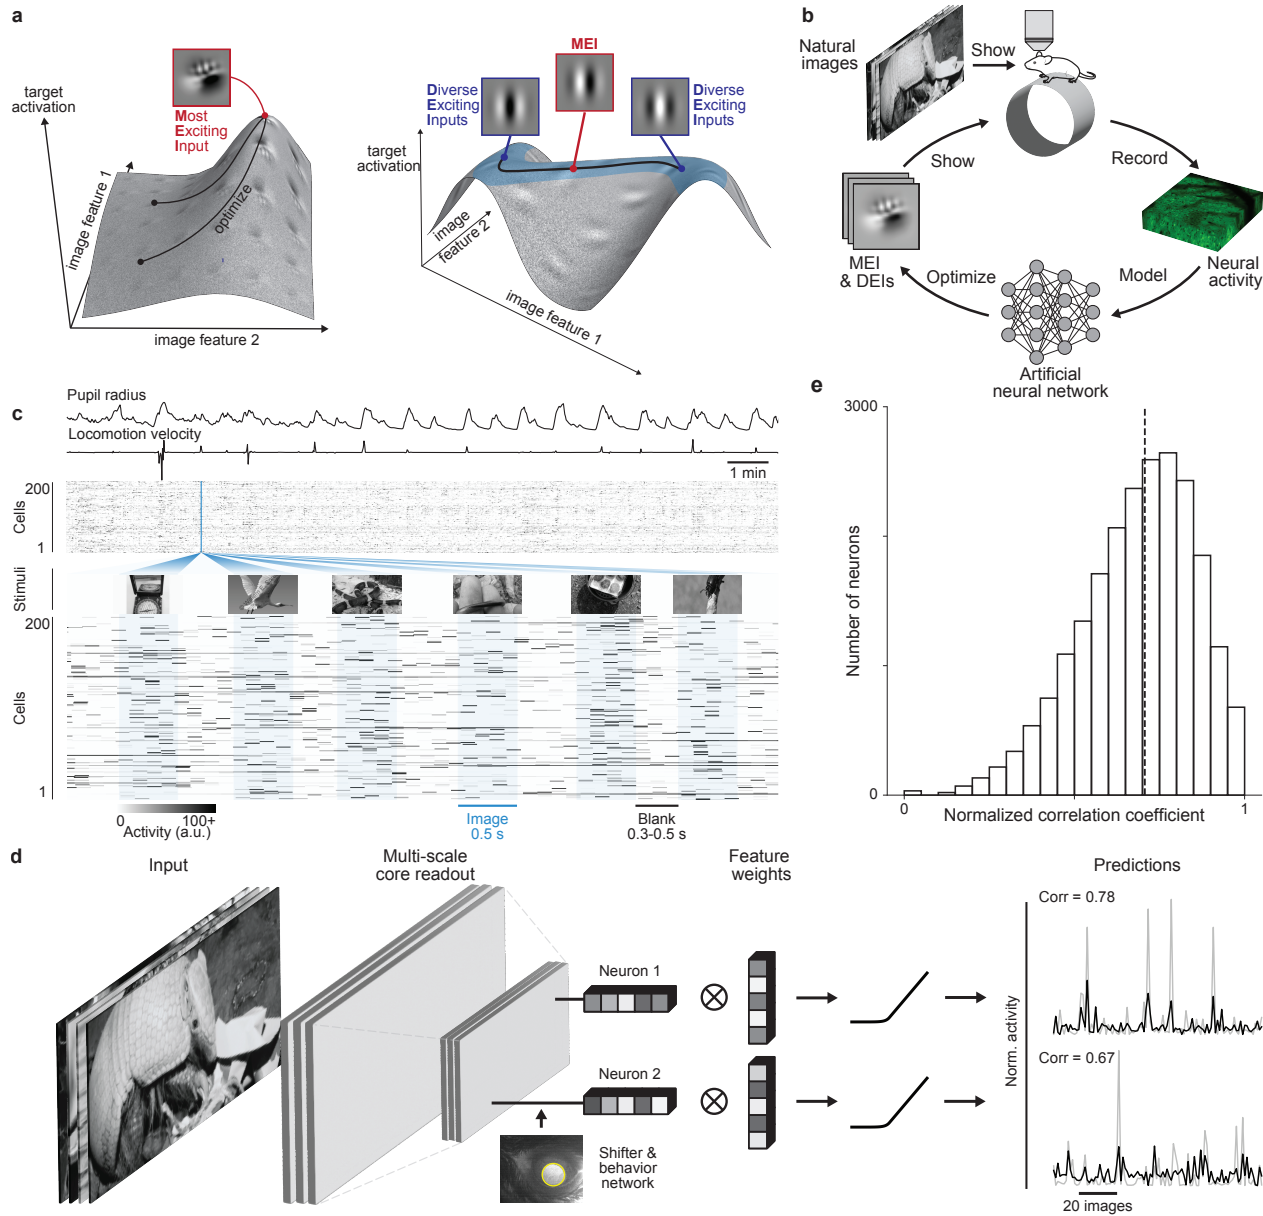 a
target
activation
Most
Exciting
Input
optimize
image feature 1
image feature 2
MEI
Diverse
Exciting
Inputs
Diverse
Exciting
Inputs
target
activation
image
feature 2
image feature 1
b
Natural
images
Show
Show
Record
MEI
& DEIs
Optimize
Model
Neural
activity
Artificial
neural network
c
Pupil radius
Locomotion velocity
1 min
200
Cells
1
Stimuli
200
Cells
1
0
100+
Activity (a.u.)
Image
0.5 s
Blank
0.3-0.5 s
e
3000
Number of neurons
0
0
Normalized correlation coefficient
1
d
Input
Multi-scale
core readout
Feature
weights
Predictions
Neuron 1
Neuron 2
Shifter &
behavior
network
Norm. activity
Corr = 0.78
Corr = 0.67
20 images